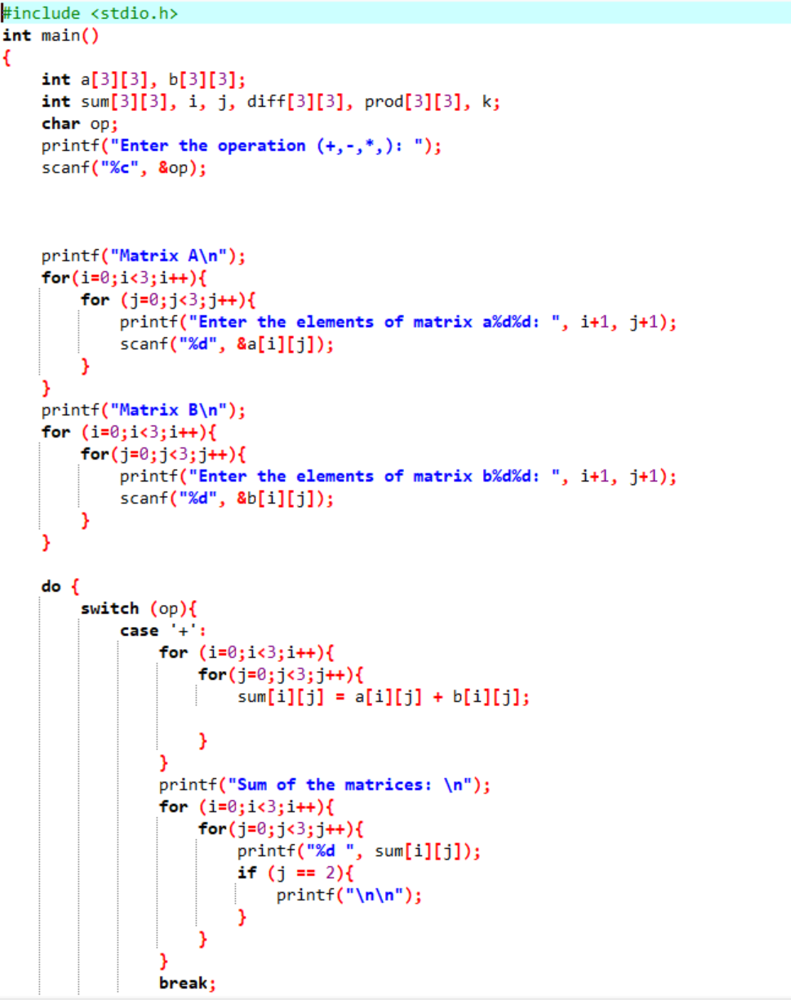 #include <stdio.h>
int main()
{
    int a[3][3], b[3][3];
    int sum[3][3], i, j, diff[3][3], prod[3][3], k;
    char op;
    printf("Enter the operation (+,-,*,): ");
    scanf("%c", &op);

    printf("Matrix A\n");
    for(i=0;i<3;i++){
        for (j=0;j<3;j++){
            printf("Enter the elements of matrix a%d%d: ", i+1, j+1);
            scanf("%d", &a[i][j]);
        }
    }
    printf("Matrix B\n");
    for (i=0;i<3;i++){
        for(j=0;j<3;j++){
            printf("Enter the elements of matrix b%d%d: ", i+1, j+1);
            scanf("%d", &b[i][j]);
        }
    }

    do {
        switch (op){
            case '+':
                for (i=0;i<3;i++){
                    for(j=0;j<3;j++){
                        sum[i][j] = a[i][j] + b[i][j];

                    }
                }
                printf("Sum of the matrices: \n");
                for (i=0;i<3;i++){
                    for(j=0;j<3;j++){
                        printf("%d ", sum[i][j]);
                        if (j == 2){
                            printf("\n\n");
                        }
                    }
                }
                break;